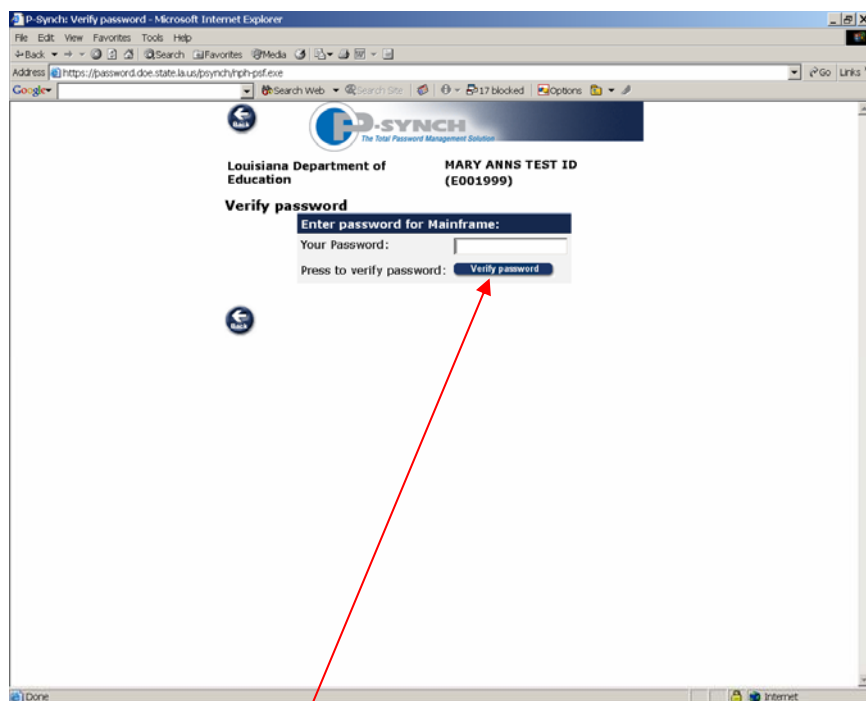 P-Synch: Verify password - Microsoft Internet Explorer
File Edit View Favorites Tools Help
Back Search Favorites Media
Address https://password.doe.state.la.us/psynch/nph-psf.exe Go Links
Google Search Web Search Site 17 blocked Options
Back P-SYNCH
The Total Password Management Solution
Louisiana Department of MARY ANNS TEST ID
Education (E001999)
Verify password
Enter password for Mainframe:
Your Password:
Press to verify password: Verify password
Back
Done Internet